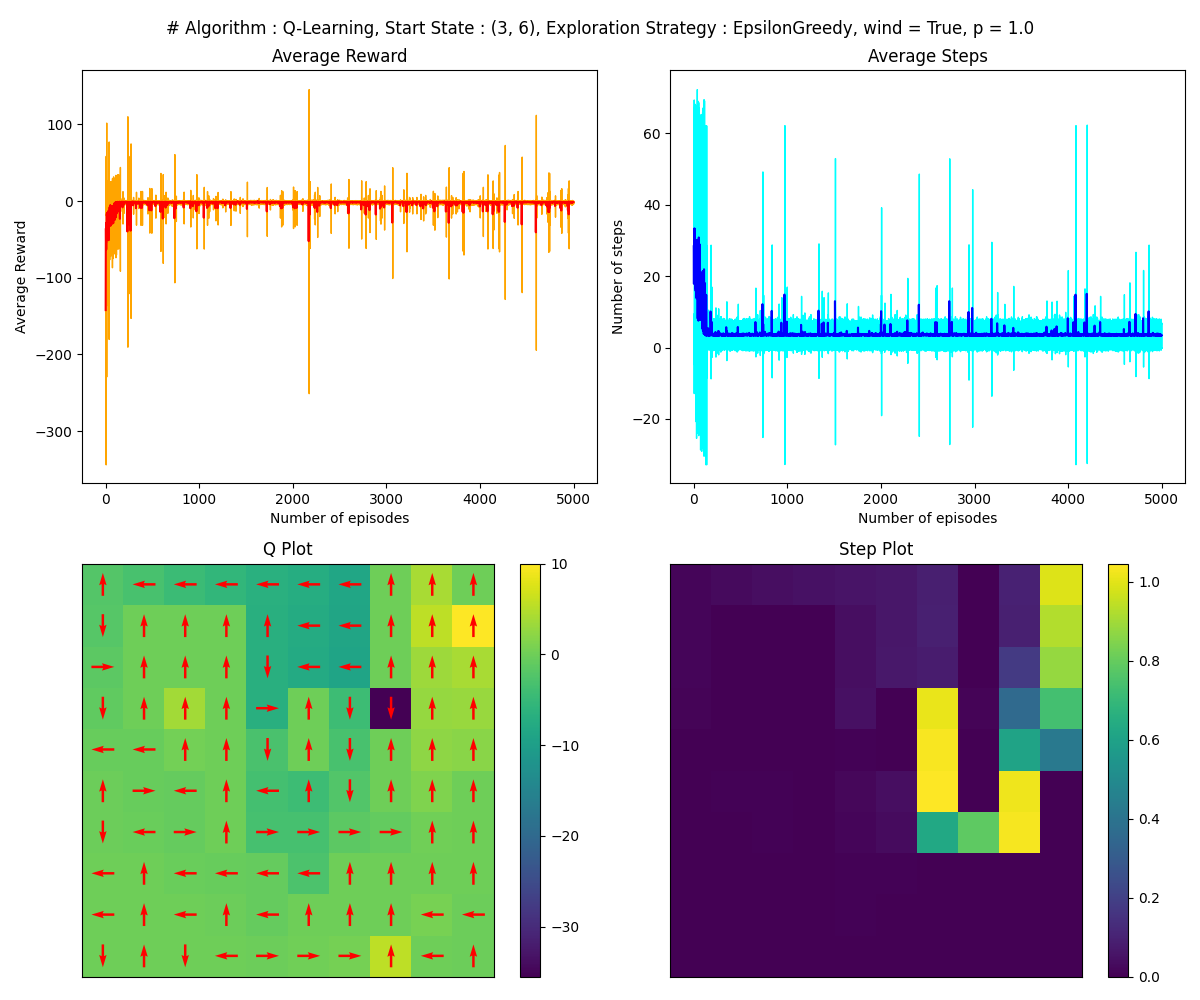 # Algorithm : Q-Learning, Start State : (3, 6), Exploration Strategy : EpsilonGreedy, wind = True, p = 1.0
Average Reward
Average Reward
100
0
−100
−200
−300
0 1000 2000 3000 4000 5000
Number of episodes
Average Steps
Number of steps
60
40
20
0
−20
0 1000 2000 3000 4000 5000
Number of episodes
Q Plot
10
0
−10
−20
−30
Step Plot
1.0
0.8
0.6
0.4
0.2
0.0